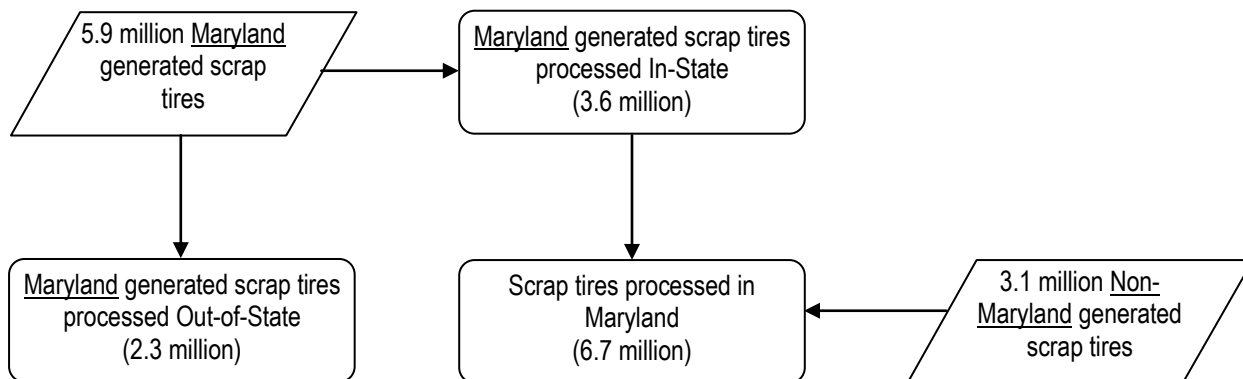 5.9 million Maryland
generated scrap
tires
Maryland generated scrap tires
processed In-State
(3.6 million)
Maryland generated scrap tires
processed Out-of-State
(2.3 million)
Scrap tires processed in
Maryland
(6.7 million)
3.1 million Non-
Maryland generated
scrap tires